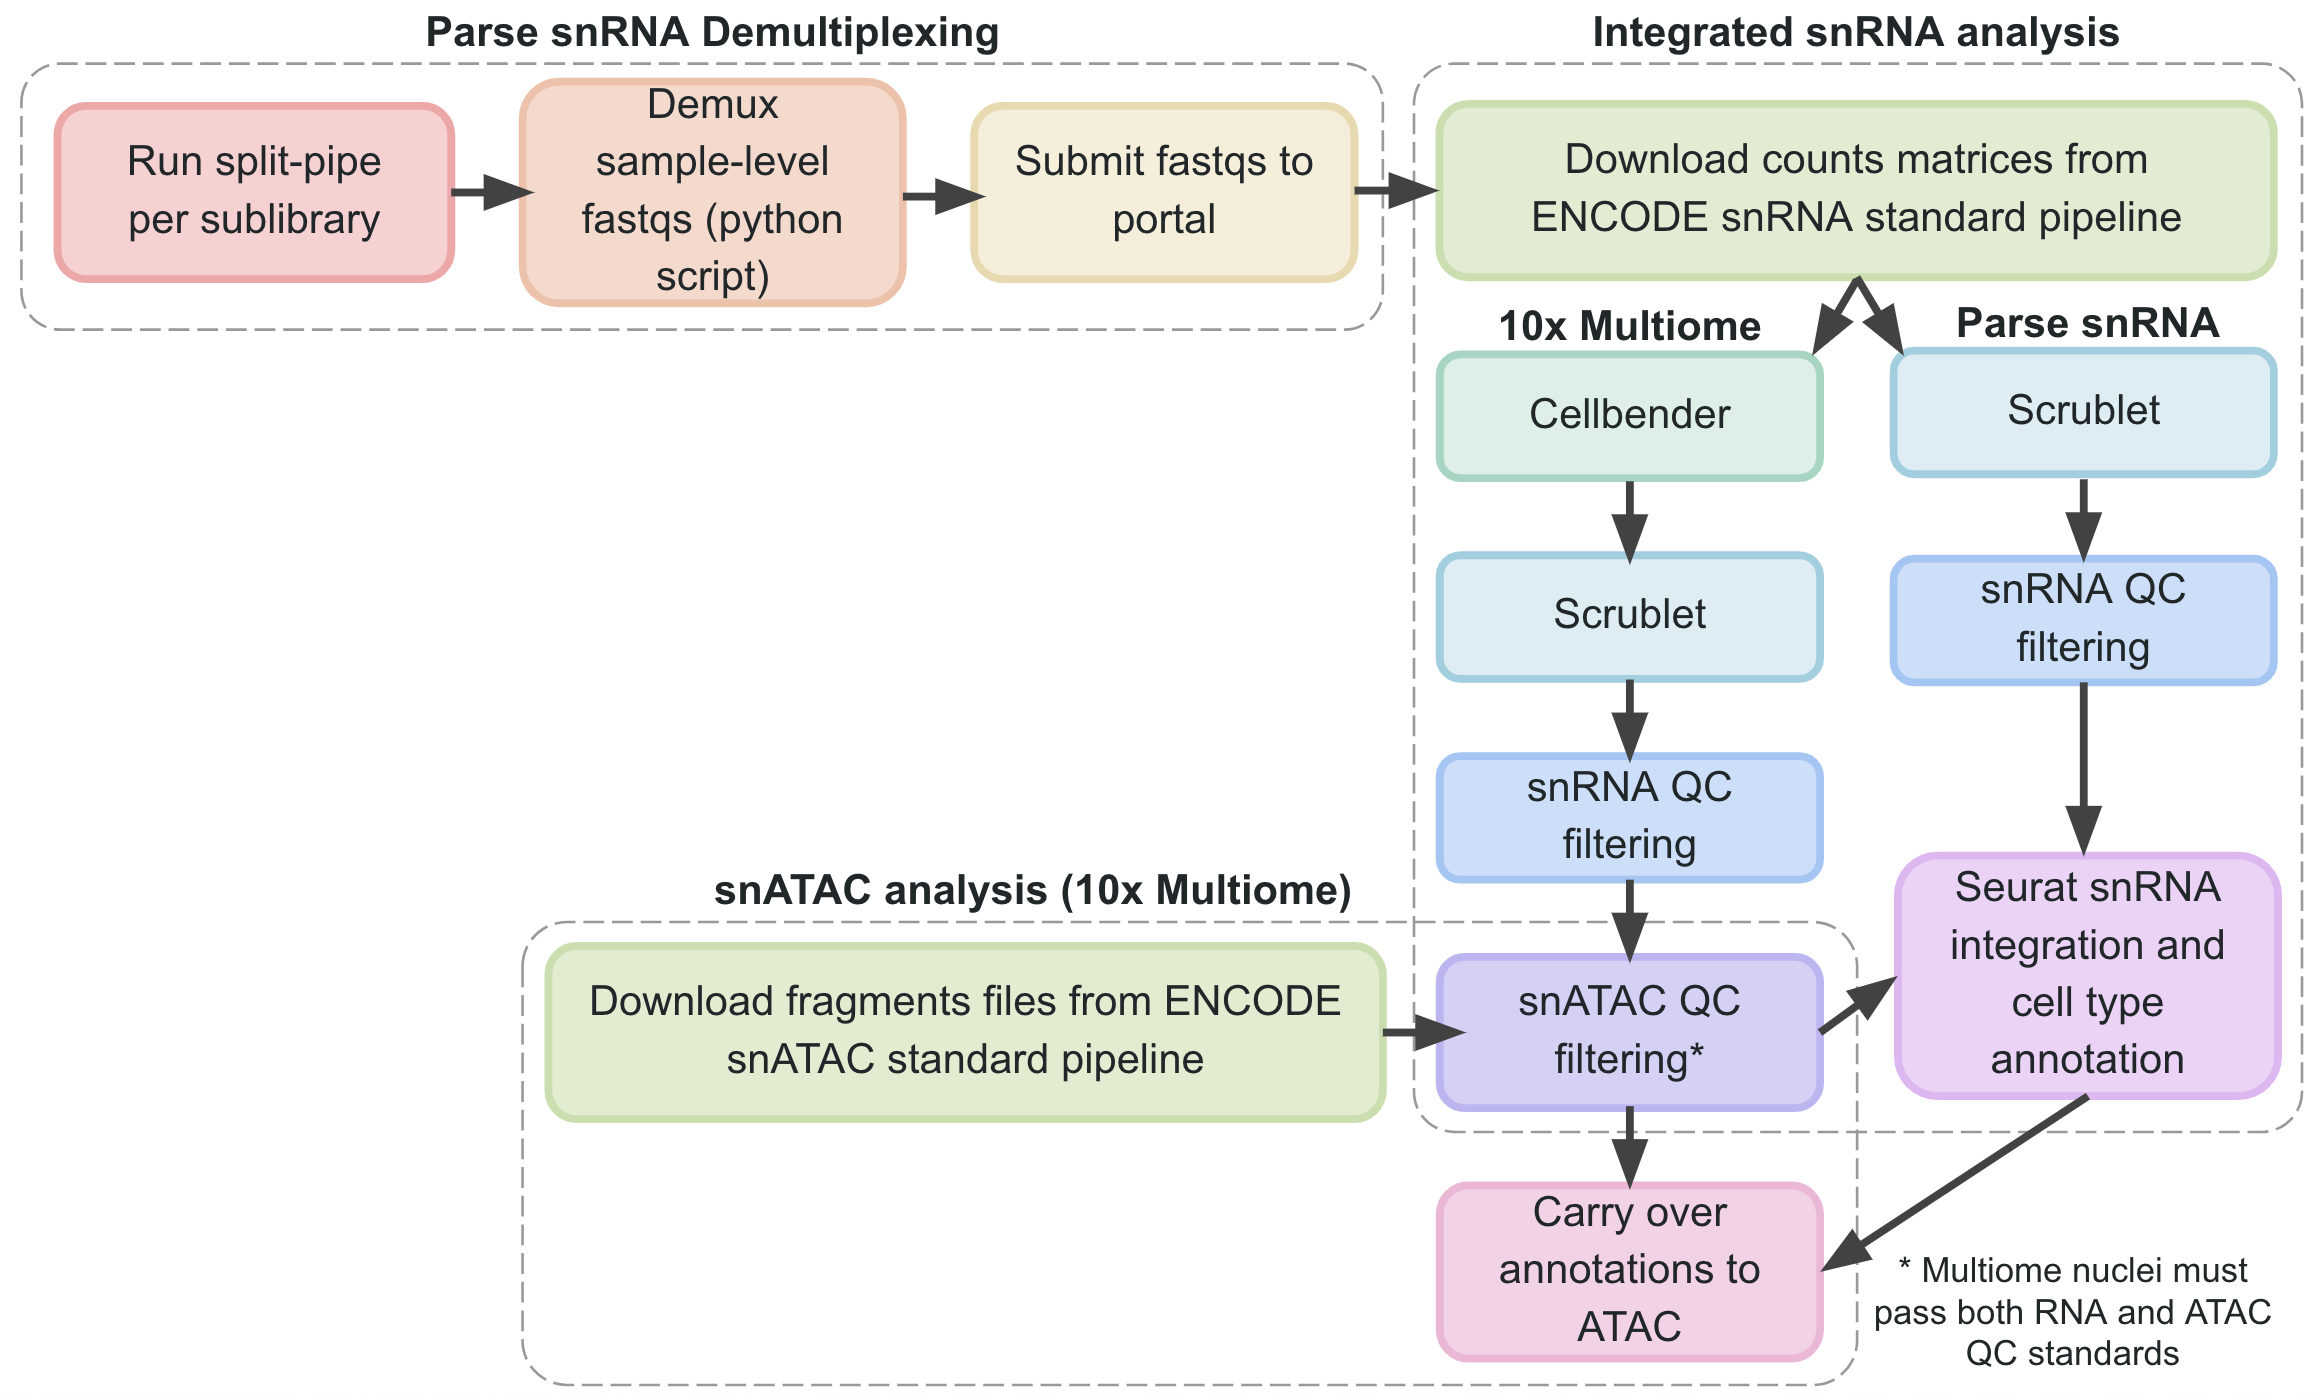 Parse snRNA Demultiplexing
Run split-pipe
per sublibrary
Demux
sample-level
fastqs (python
script)
Submit fastqs to
portal
Integrated snRNA analysis
Download counts matrices from
ENCODE snRNA standard pipeline
10x Multiome
Parse snRNA
Cellbender
Scrublet
Scrublet
snRNA QC
filtering
snRNA QC
filtering
snATAC analysis (10x Multiome)
Download fragments files from ENCODE
snATAC standard pipeline
snATAC QC
filtering*
Seurat snRNA
integration and
cell type
annotation
Carry over
annotations to
ATAC
* Multiome nuclei must
pass both RNA and ATAC
QC standards